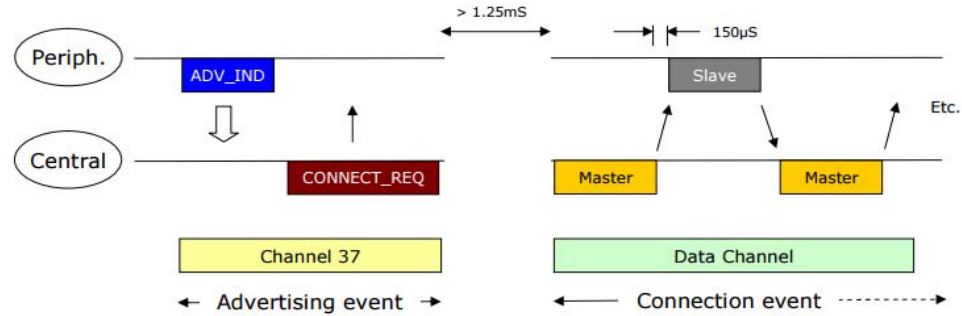 > 1.25mS
150µS
Periph.
ADV_IND
Slave
Etc.
Central
CONNECT_REQ
Master
Master
Channel 37
Data Channel
Advertising event
Connection event